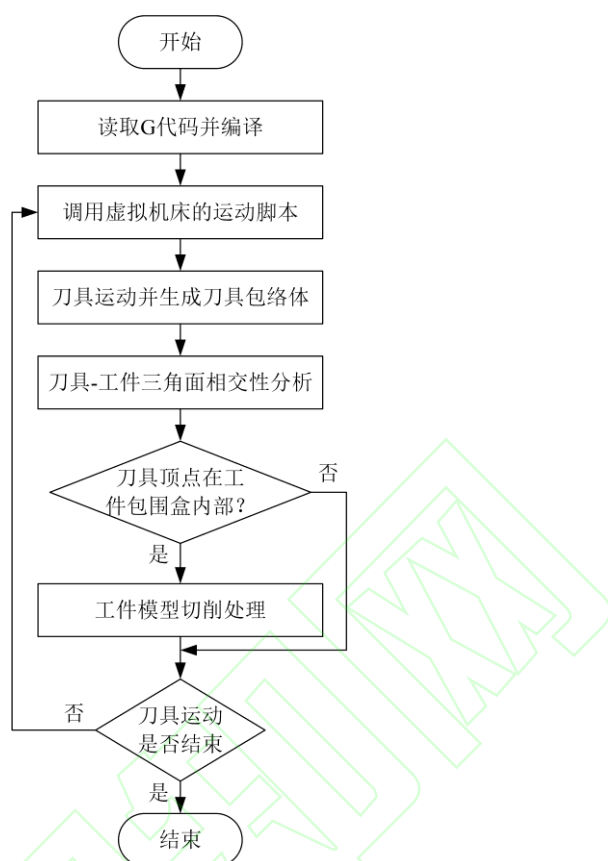 开始
读取G代码并编译
调用虚拟机床的运动脚本
刀具运动并生成刀具包络体
刀具-工件三角面相交性分析
刀具顶点在工
件包围盒内部?
否
是
工件模型切削处理
刀具运动
是否结束
否
是
结束